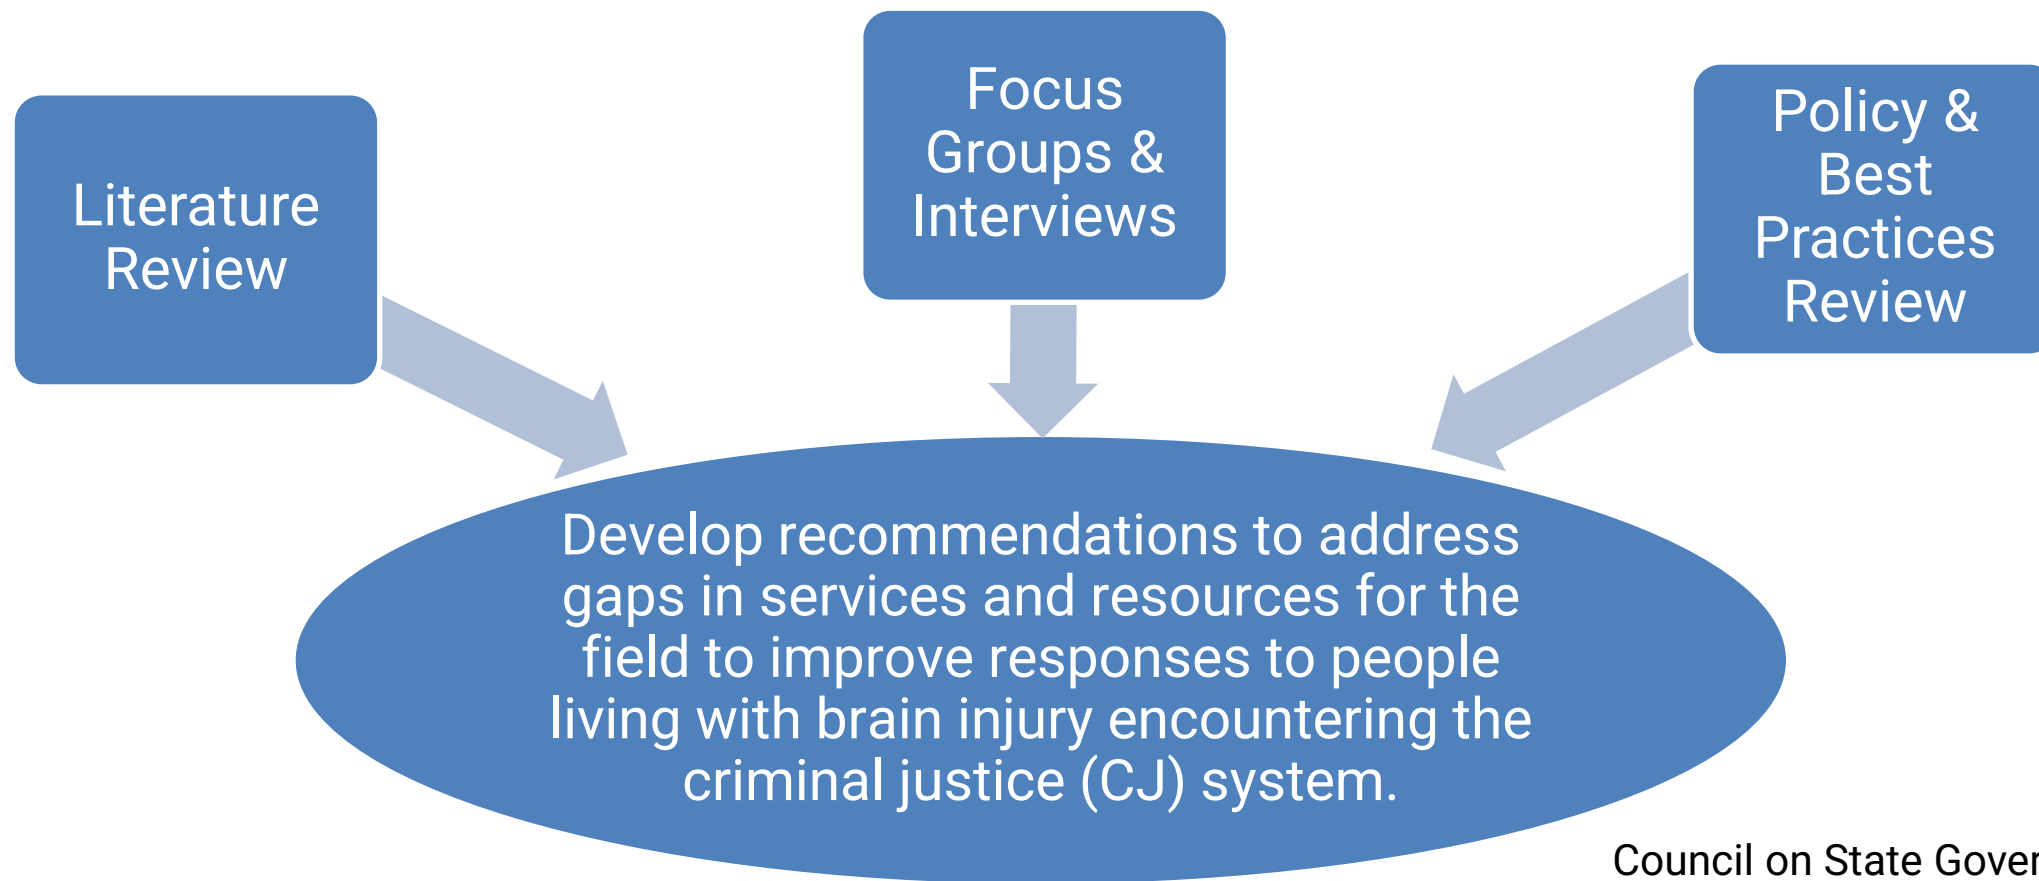 Literature
Review
Focus
Groups &
Interviews
Policy &
Best
Practices
Review
Develop recommendations to address
gaps in services and resources for the
field to improve responses to people
living with brain injury encountering the
criminal justice (CJ) system.
Council on State